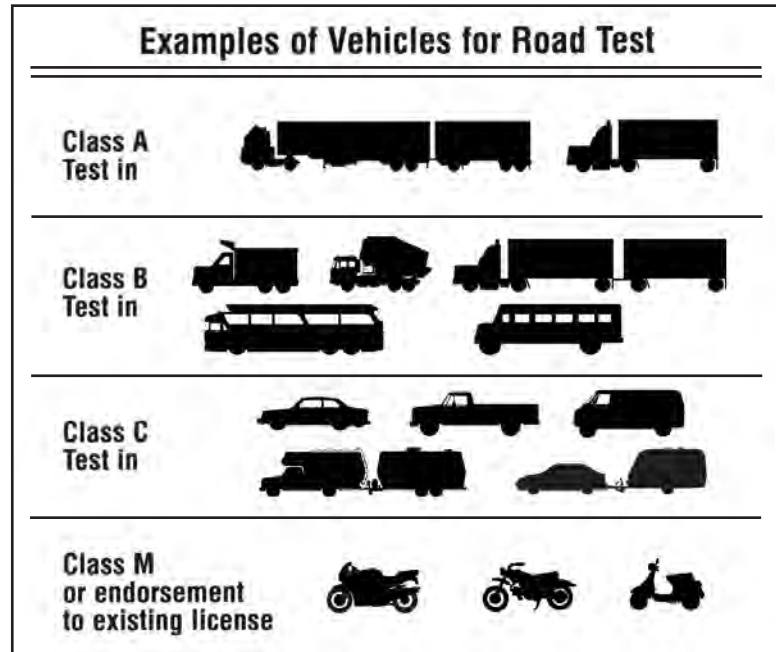 Examples of Vehicles for Road Test
Class A
Test in
Class B
Test in
Class C
Test in
Class M
or endorsement
to existing license